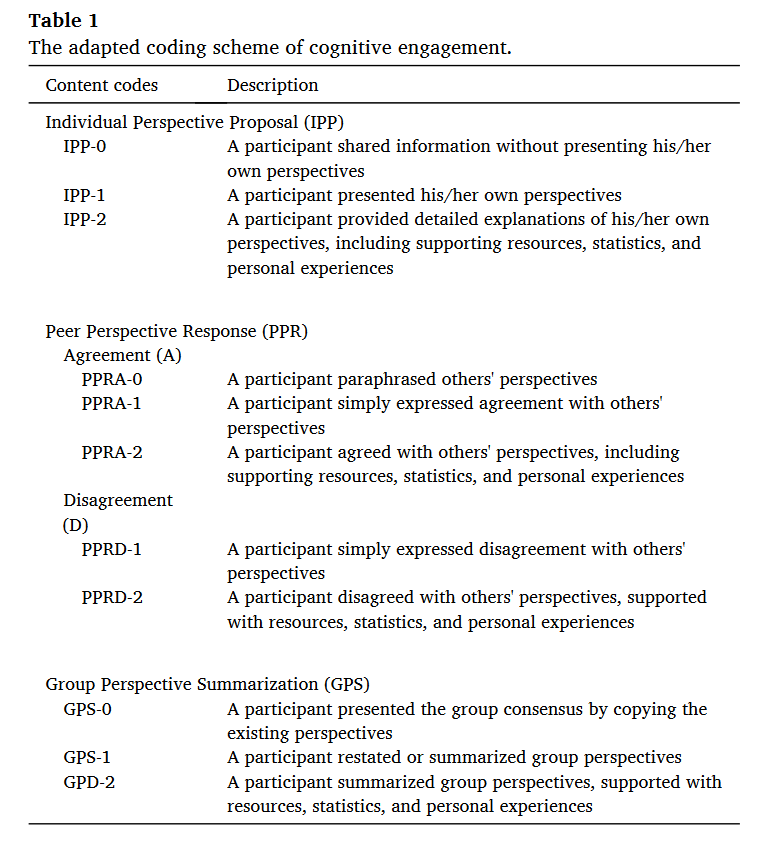 Table 1
The adapted coding scheme of cognitive engagement.
Content codes Description
Individual Perspective Proposal (IPP)
IPP-0 A participant shared information without presenting his/her
own perspectives
IPP-1 A participant presented his/her own perspectives
IPP-2 A participant provided detailed explanations of his/her own
perspectives, including supporting resources, statistics, and
personal experiences
Peer Perspective Response (PPR)
Agreement (A)
PPRA-0 A participant paraphrased others' perspectives
PPRA-1 A participant simply expressed agreement with others'
perspectives
PPRA-2 A participant agreed with others' perspectives, including
supporting resources, statistics, and personal experiences
Disagreement
(D)
PPRD-1 A participant simply expressed disagreement with others'
perspectives
PPRD-2 A participant disagreed with others' perspectives, supported
with resources, statistics, and personal experiences
Group Perspective Summarization (GPS)
GPS-0 A participant presented the group consensus by copying the
existing perspectives
GPS-1 A participant restated or summarized group perspectives
GPD-2 A participant summarized group perspectives, supported with
resources, statistics, and personal experiences